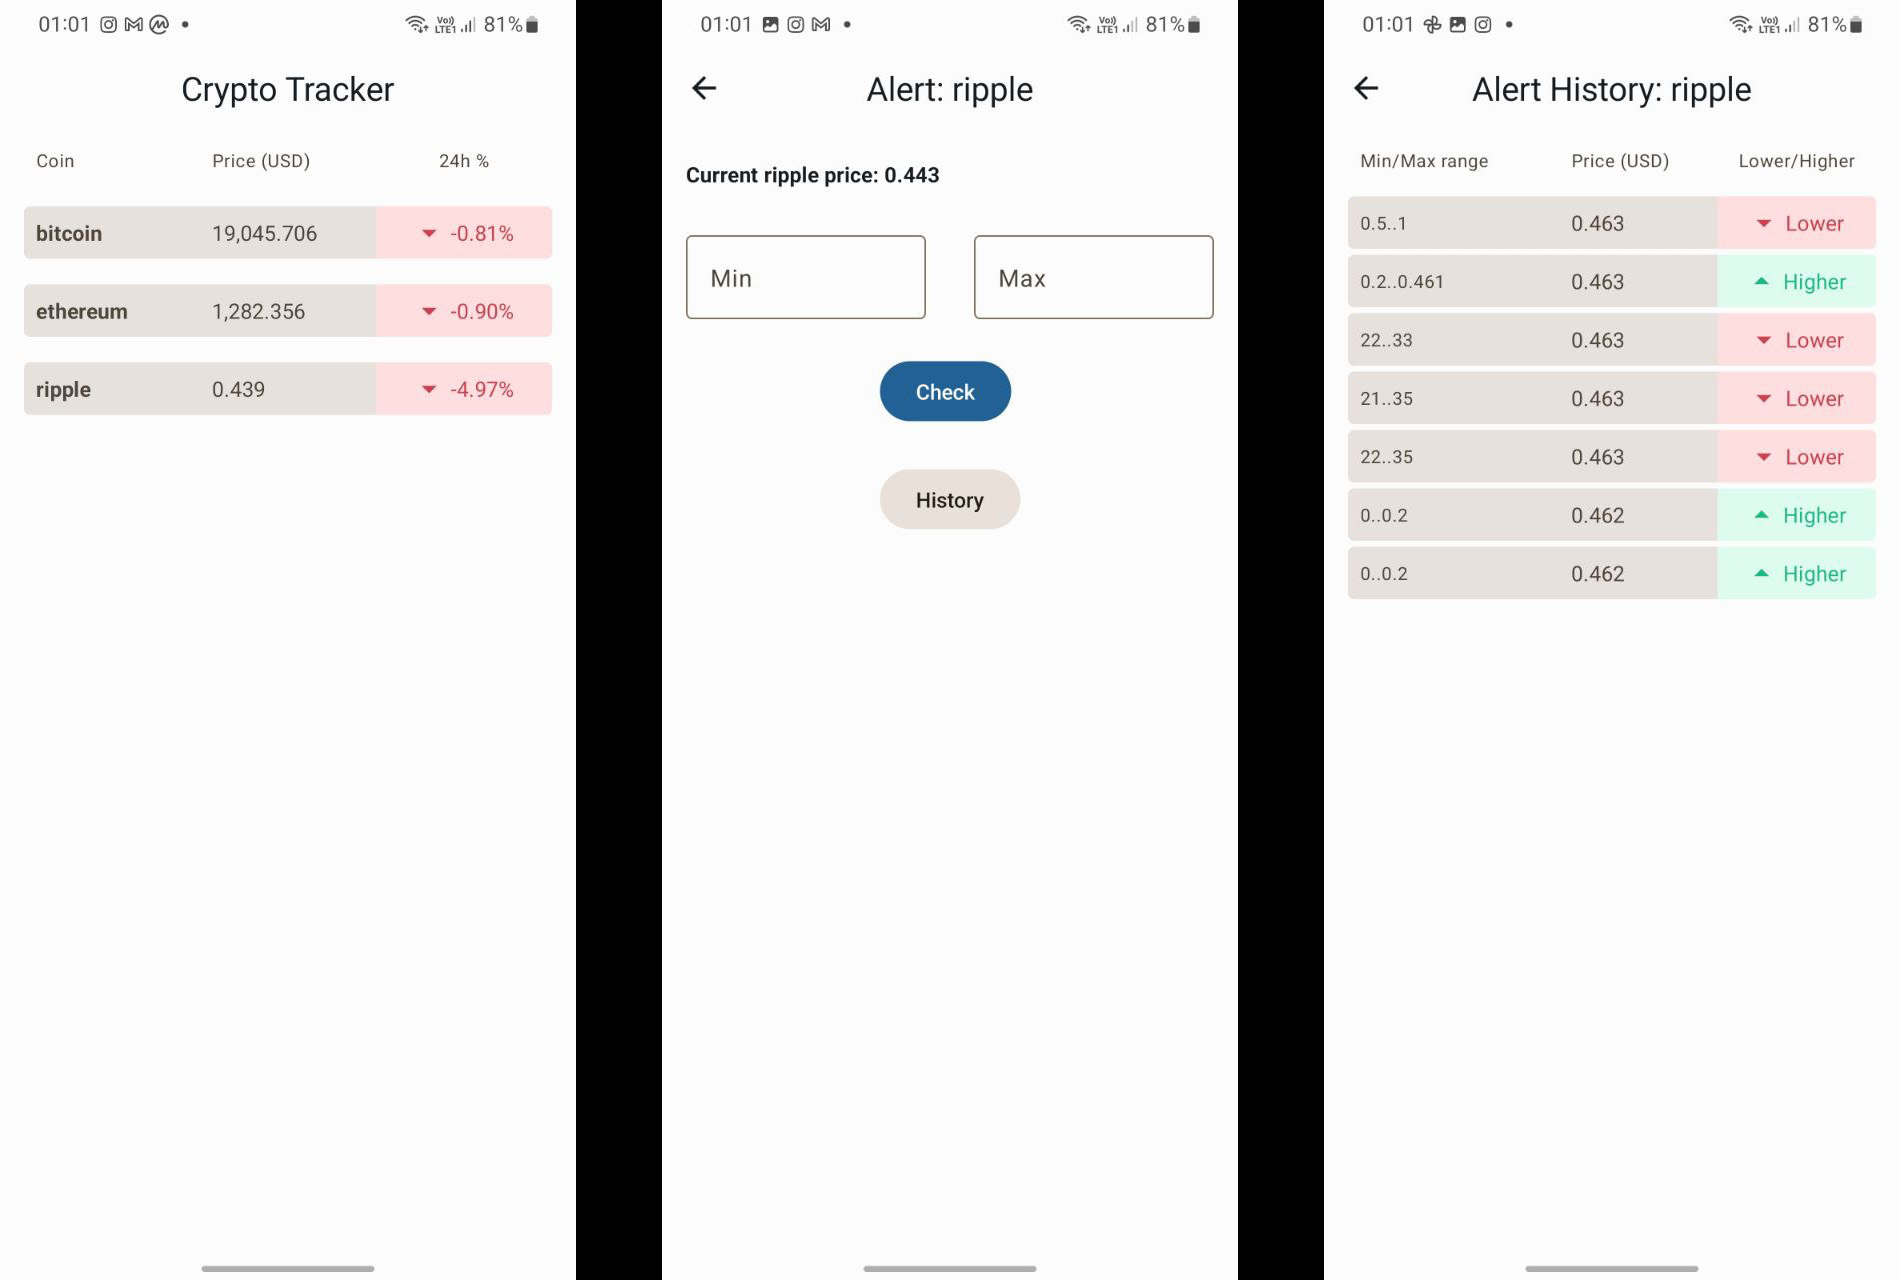 01:01 81%
Crypto Tracker
Coin Price (USD) 24h %
bitcoin 19,045.706 -0.81%
ethereum 1,282.356 -0.90%
ripple 0.439 -4.97%
01:01 Vo)) LTE1 81%
Alert: ripple
Current ripple price: 0.443
Min Max
Check
History
01:01 Vo)) LTE1 81%
Alert History: ripple
Min/Max range Price (USD) Lower/Higher
0.5..1 0.463 Lower
0.2..0.461 0.463 Higher
22..33 0.463 Lower
21..35 0.463 Lower
22..35 0.463 Lower
0..0.2 0.462 Higher
0..0.2 0.462 Higher